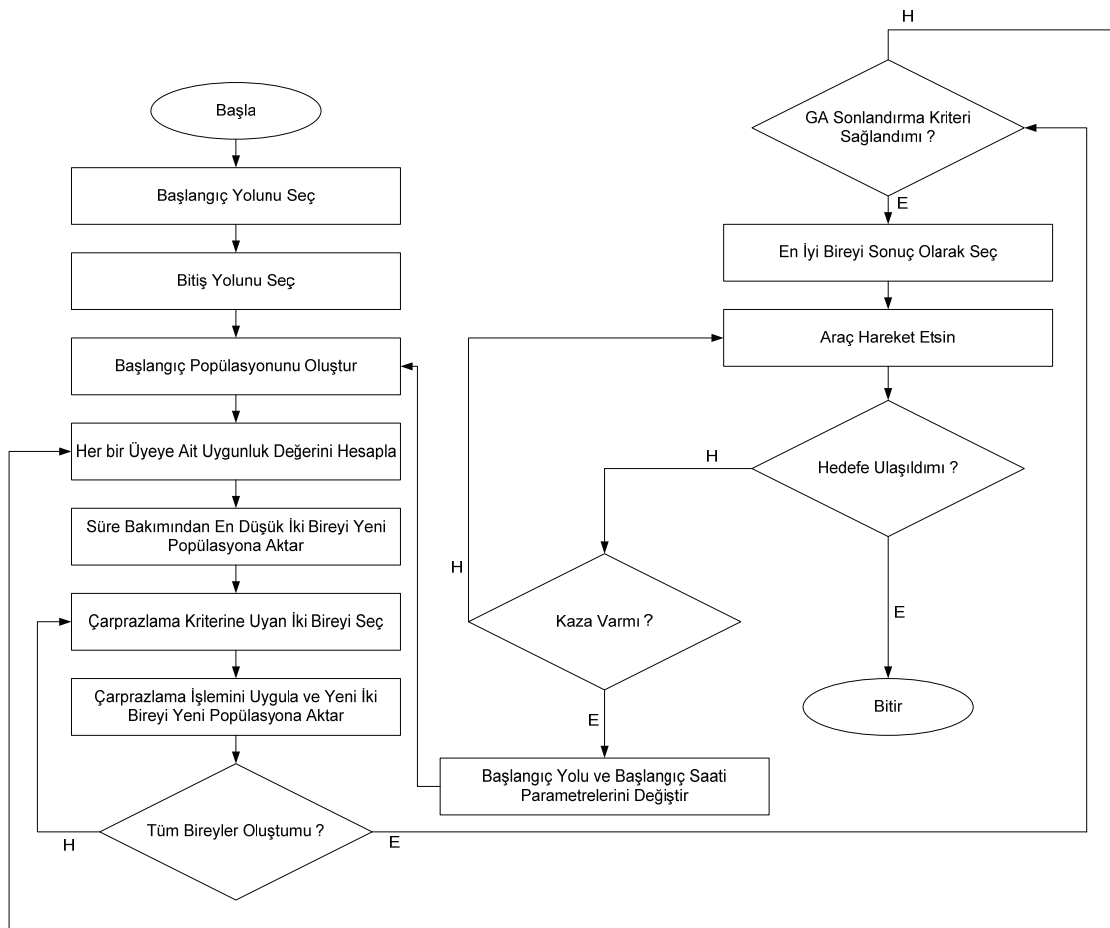 Başla
Başlangıç Yolunu Seç
Bitiş Yolunu Seç
Başlangıç Popülasyonunu Oluştur
Her bir Üyeye Ait Uygunluk Değerini Hesapla
Süre Bakımından En Düşük İki Bireyi Yeni
Popülasyona Aktar
Çarprazlama Kriterine Uyan İki Bireyi Seç
Çarprazlama İşlemini Uygula ve Yeni İki
Bireyi Yeni Popülasyona Aktar
Tüm Bireyler Oluştumu ?
H
E
H
GA Sonlandırma Kriteri
Sağlandımı ?
E
En İyi Bireyi Sonuç Olarak Seç
Araç Hareket Etsin
Hedefe Ulaşıldımı ?
H
E
Bitir
Kaza Varmı ?
H
E
Başlangıç Yolu ve Başlangıç Saati
Parametrelerini Değiştir